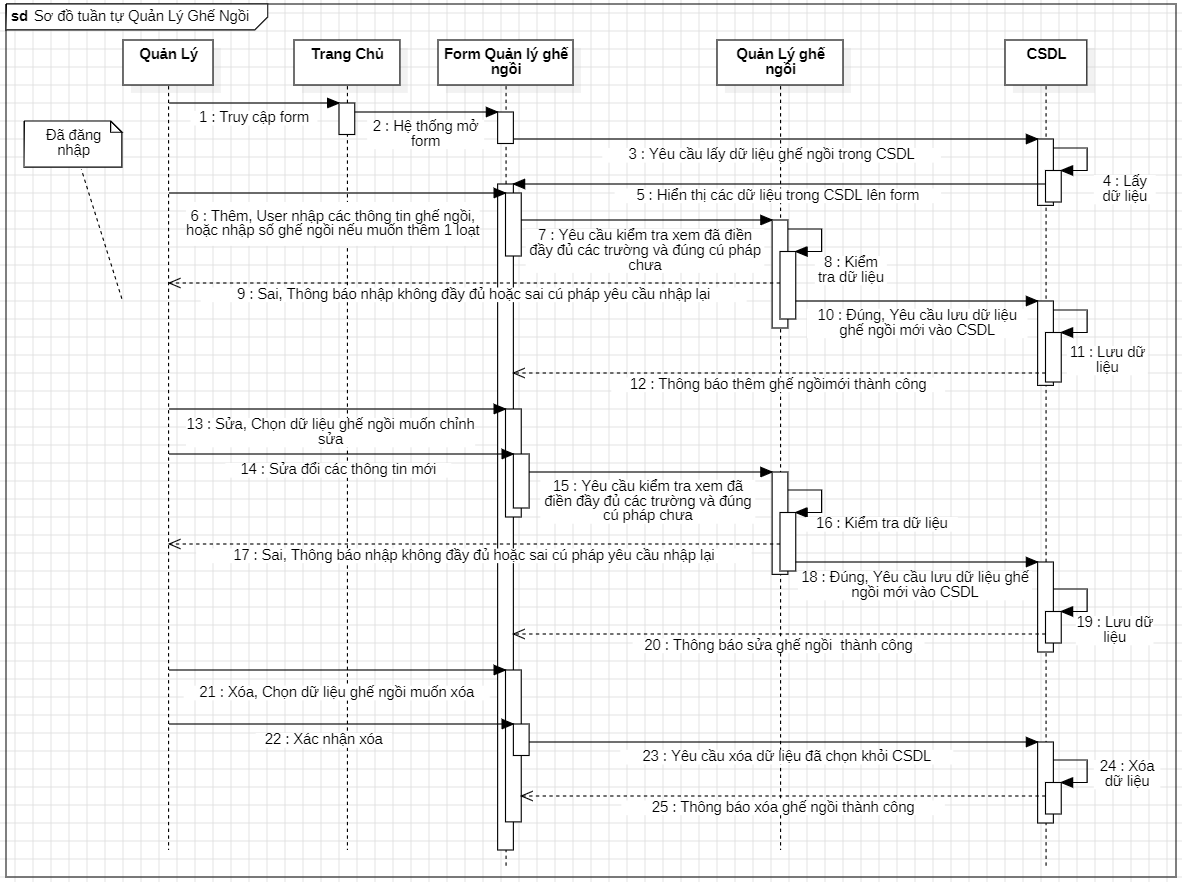 sd Sơ đồ tuần tự Quản Lý Ghế Ngồi
Quản Lý
Trang Chủ
Form Quản lý ghế
ngồi
Quản Lý ghế
ngồi
CSDL
1 : Truy cập form
2 : Hệ thống mở
form
Đã đăng
nhập
3 : Yêu cầu lấy dữ liệu ghế ngồi trong CSDL
4 : Lấy
dữ liệu
5 : Hiển thị các dữ liệu trong CSDL lên form
6 : Thêm, User nhập các thông tin ghế ngồi,
hoặc nhập số ghế ngồi nếu muốn thêm 1 loạt
7 : Yêu cầu kiểm tra xem đã điền
đầy đủ các trường và đúng cú pháp
chưa
8 : Kiểm
tra dữ liệu
9 : Sai, Thông báo nhập không đầy đủ hoặc sai cú pháp yêu cầu nhập lại
10 : Đúng, Yêu cầu lưu dữ liệu
ghế ngồi mới vào CSDL
11 : Lưu dữ
liệu
12 : Thông báo thêm ghế ngồimới thành công
13 : Sửa, Chọn dữ liệu ghế ngồi muốn chỉnh
sửa
14 : Sửa đổi các thông tin mới
15 : Yêu cầu kiểm tra xem đã
điền đầy đủ các trường và đúng
cú pháp chưa
16 : Kiểm tra dữ liệu
17 : Sai, Thông báo nhập không đầy đủ hoặc sai cú pháp yêu cầu nhập lại
18 : Đúng, Yêu cầu lưu dữ liệu ghế
ngồi mới vào CSDL
19 : Lưu dữ
liệu
20 : Thông báo sửa ghế ngồi  thành công
21 : Xóa, Chọn dữ liệu ghế ngồi muốn xóa
22 : Xác nhận xóa
23 : Yêu cầu xóa dữ liệu đã chọn khỏi CSDL
24 : Xóa
dữ liệu
25 : Thông báo xóa ghế ngồi thành công